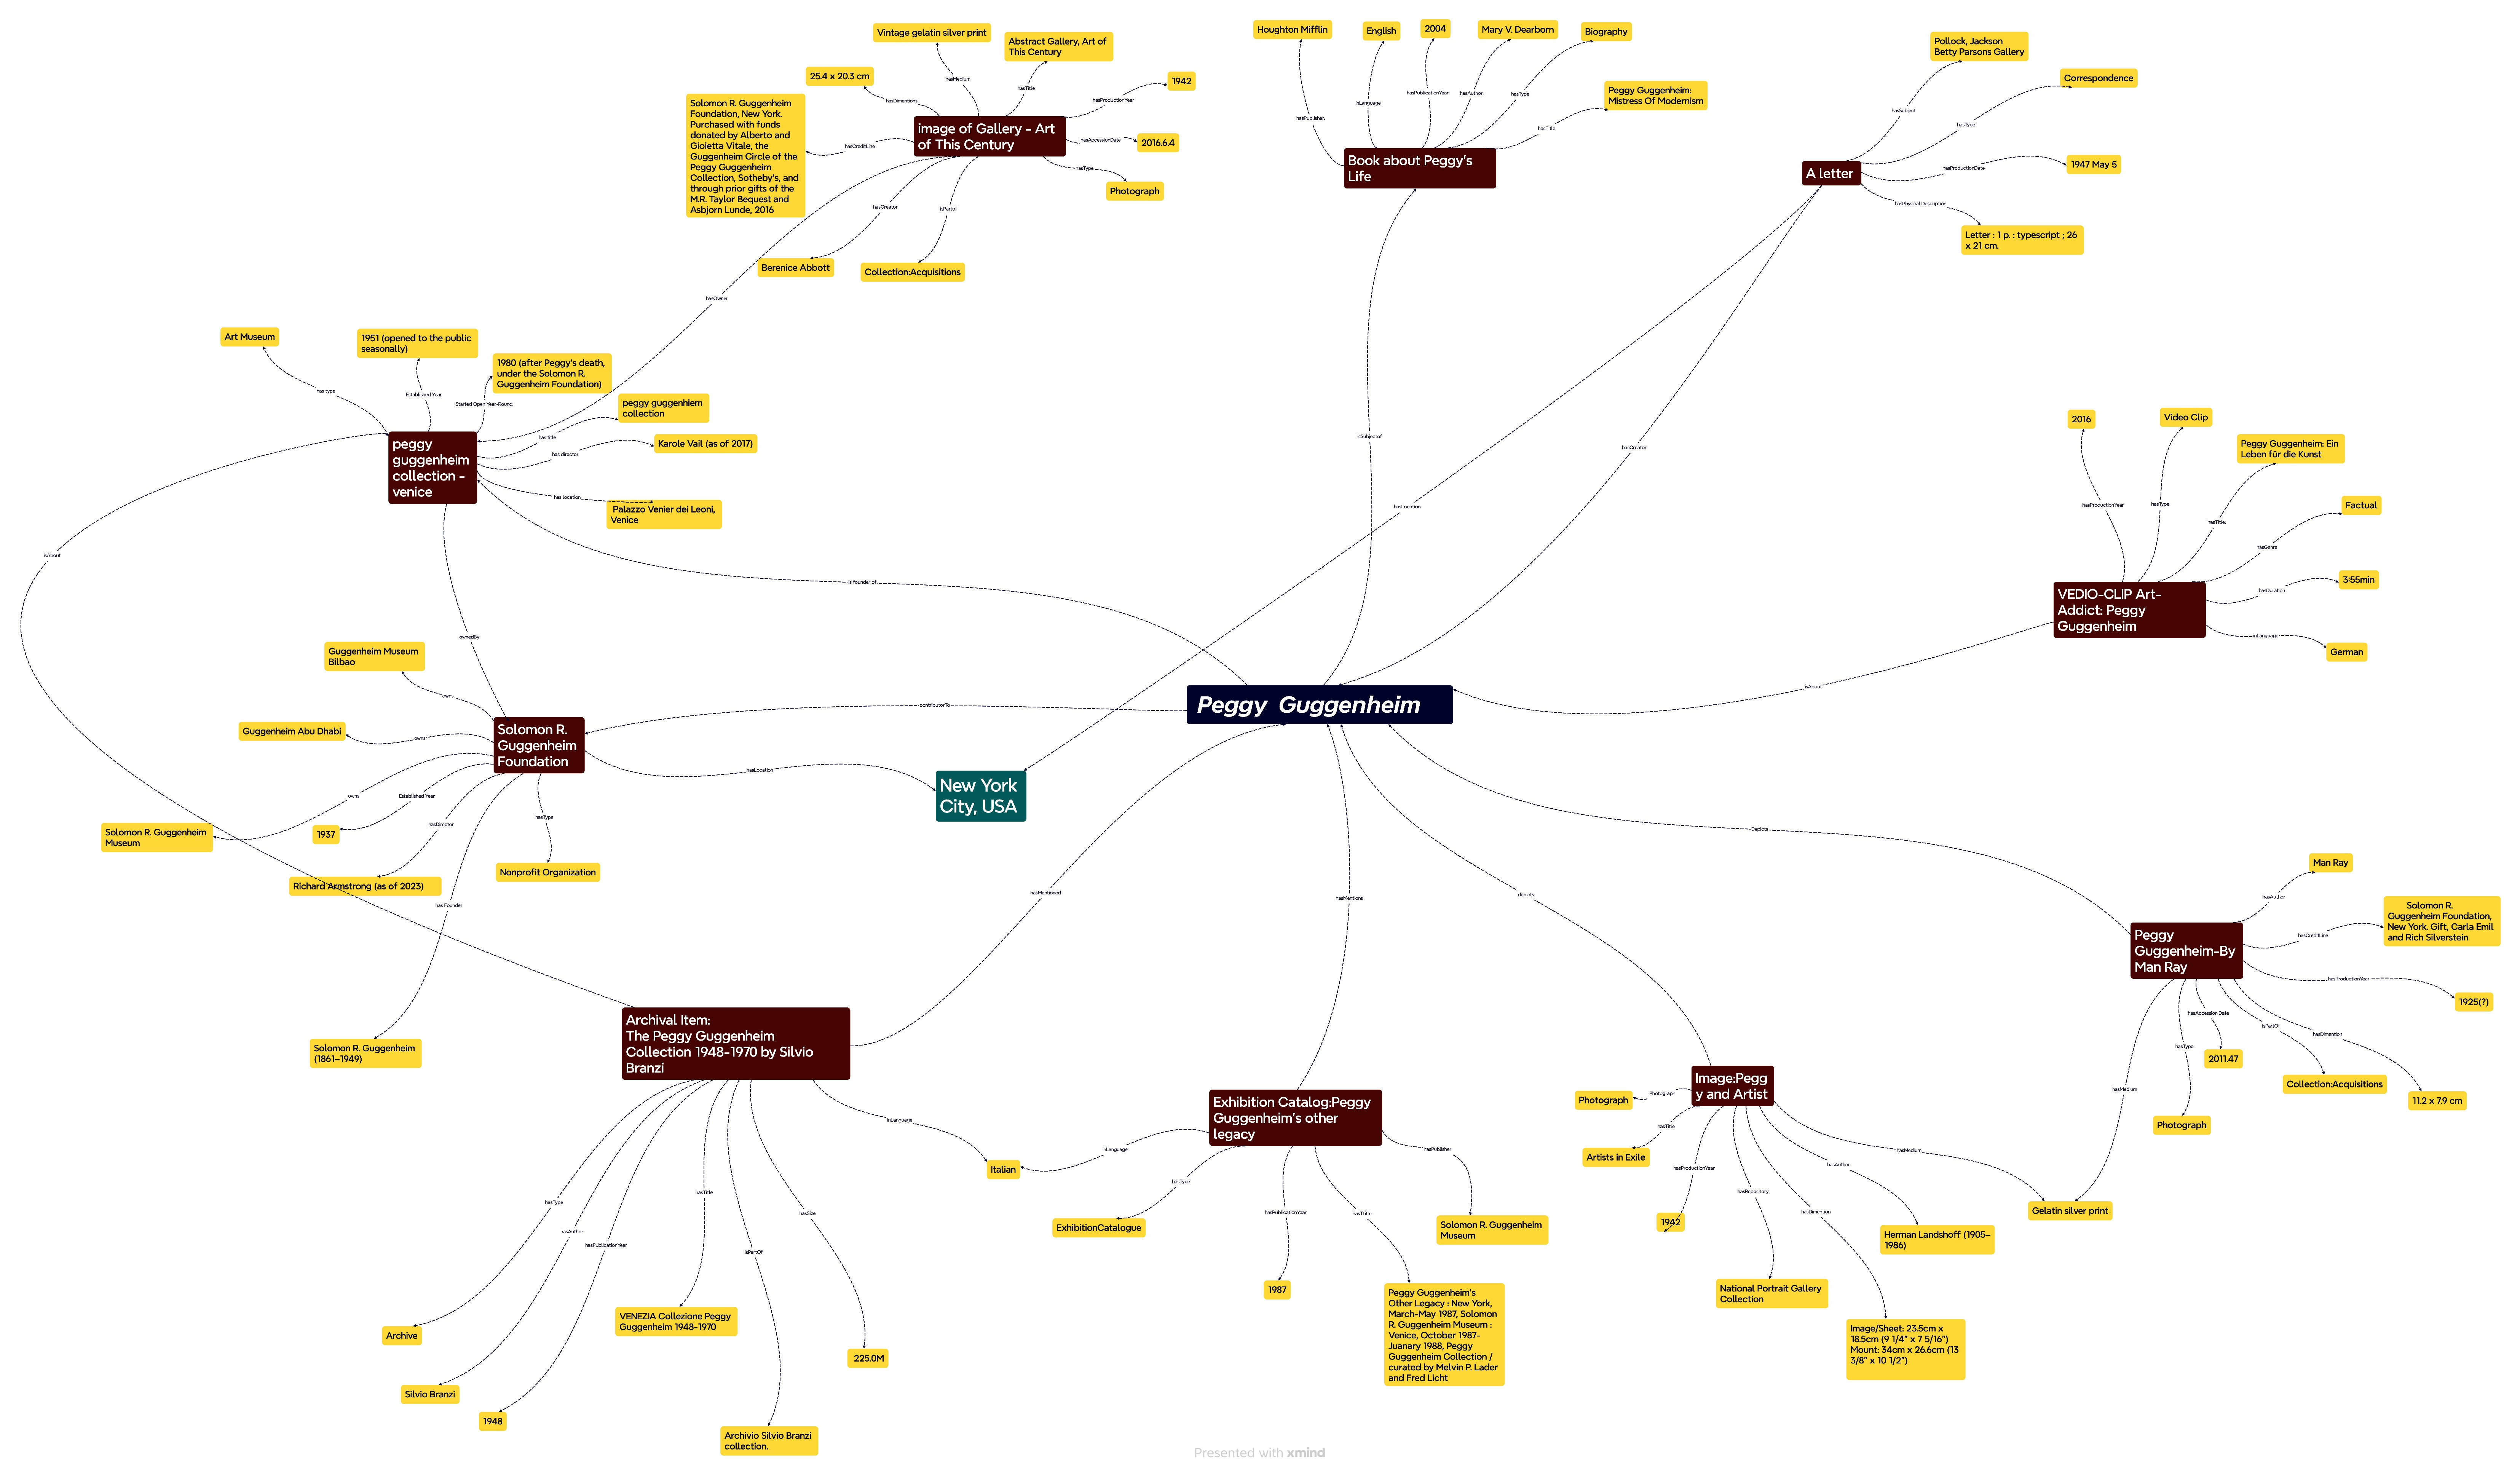 Vintage gelatin silver print
Abstract Gallery, Art of
This Century
25.4 x 20.3 cm
1942
hasMedium
hasTitle
hasDimentions
hasProductionYear
Solomon R. Guggenheim
Foundation, New York.
Purchased with funds
donated by Alberto and
Gioietta Vitale, the
Guggenheim Circle of the
Peggy Guggenheim
Collection, Sotheby's, and
through prior gifts of the
M.R. Taylor Bequest and
Asbjorn Lunde, 2016
hasCreditLine
image of Gallery - Art
of This Century
hasAccessionDate
2016.6.4
hasType
Photograph
hasCreator
isPartof
Berenice Abbott
Collection:Acquisitions
hasOwner
Houghton Mifflin
English
2004
Mary V. Dearborn
Biography
Peggy Guggenheim:
Mistress Of Modernism
hasPublisher:
inLanguage
hasPublicationYear:
hasAuthor:
hasType
hasTitle
Book about Peggy's
Life
isSubjectof
Pollock, Jackson
Betty Parsons Gallery
Correspondence
1947 May 5
Letter : 1 p. : typescript ; 26
x 21 cm.
hasSubject
hasType
hasProductionDate
hasPhysical Description
A letter
hasLocation
hasCreator
Art Museum
1951 (opened to the public
seasonally)
1980 (after Peggy's death,
under the Solomon R.
Guggenheim Foundation)
peggy guggenhiem
collection
Karole Vail (as of 2017)
Palazzo Venier dei Leoni,
Venice
has type
Established Year
Started Open Year-Round:
has title
has director
has location
peggy
guggenheim
collection -
venice
isAbout
is founder of
ownedBy
2016
Video Clip
Peggy Guggenheim: Ein
Leben für die Kunst
Factual
3:55min
German
hasProductionYear
hasType
hasTitle:
hasGenre
hasDuration
inLanguage
VEDIO-CLIP Art-
Addict: Peggy
Guggenheim
isAbout
Peggy Guggenheim
contributorTo
New York
City, USA
hasLocation
Guggenheim Museum
Bilbao
Guggenheim Abu Dhabi
Solomon R. Guggenheim
Museum
1937
Richard Armstrong (as of 2023)
Nonprofit Organization
Solomon R. Guggenheim
(1861–1949)
owns
owns
owns
Established Year
hasDirector
hasType
has Founder
Solomon R.
Guggenheim
Foundation
hasMentioned
hasMentions
depicts
Depicts
Archival Item:
The Peggy Guggenheim
Collection 1948-1970 by Silvio
Branzi
hasType
hasAuthor
hasPublicationYear
hasTitle
isPartOf
hasSize
inLanguage
Archive
Silvio Branzi
1948
VENEZIA Collezione Peggy
Guggenheim 1948-1970
Archivio Silvio Branzi
collection.
225.0M
Italian
Exhibition Catalog:Peggy
Guggenheim's other
legacy
inLanguage
hasType
hasPublicationYear
hasTtitle
hasPublisher:
ExhibitionCatalogue
1987
Peggy Guggenheim's
Other Legacy : New York,
March-May 1987, Solomon
R. Guggenheim Museum :
Venice, October 1987-
Juanary 1988, Peggy
Guggenheim Collection /
curated by Melvin P. Lader
and Fred Licht
Solomon R. Guggenheim
Museum
Image:Pegg
y and Artist
Photograph
Photograph
hasTitle
Artists in Exile
hasProductionYear
1942
hasRepository
National Portrait Gallery
Collection
hasDimention
Image/Sheet: 23.5cm x
18.5cm (9 1/4" x 7 5/16")
Mount: 34cm x 26.6cm (13
3/8" x 10 1/2")
hasAuthor
Herman Landshoff (1905–
1986)
hasMedium
Gelatin silver print
Peggy
Guggenheim-By
Man Ray
hasAuthor
Man Ray
hasCreditLine
Solomon R.
Guggenheim Foundation,
New York. Gift, Carla Emil
and Rich Silverstein
hasProductionYear
1925(?)
hasDimention
11.2 x 7.9 cm
isPartOf
Collection:Acquisitions
hasAccession Date
2011.47
hasType
Photograph
hasMedium
Presented with xmind